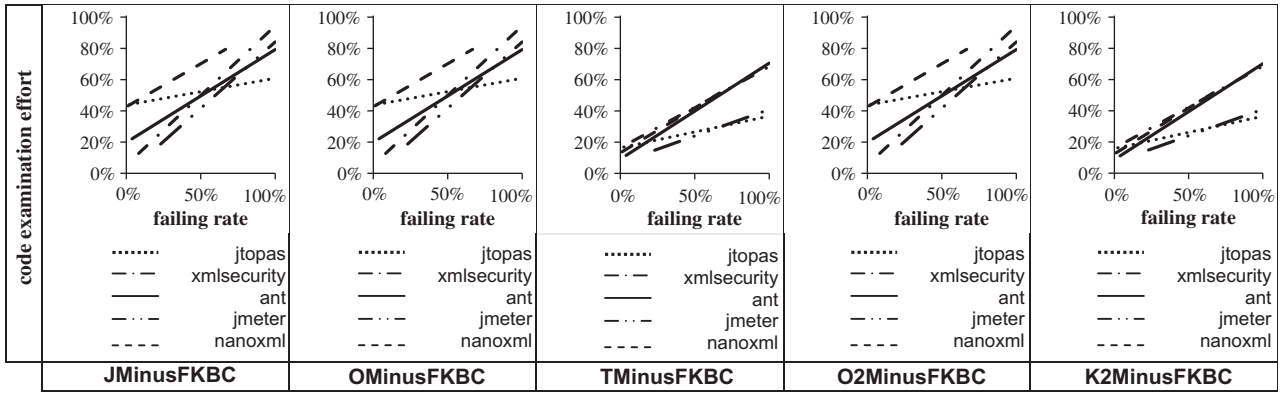 code examination effort
100% 100% 100% 100% 100%
80% 80% 80% 80% 80%
60% 60% 60% 60% 60%
40% 40% 40% 40% 40%
20% 20% 20% 20% 20%
0% 0% 0% 0% 0%
0% 50% 100% 0% 50% 100% 0% 50% 100% 0% 50% 100% 0% 50% 100%
failing rate failing rate failing rate failing rate failing rate
jtopas jtopas jtopas jtopas jtopas
xmlsecurity xmlsecurity xmlsecurity xmlsecurity xmlsecurity
ant ant ant ant ant
jmeter jmeter jmeter jmeter jmeter
nanoxml nanoxml nanoxml nanoxml nanoxml
JMinusFKBC OMinusFKBC TMinusFKBC O2MinusFKBC K2MinusFKBC